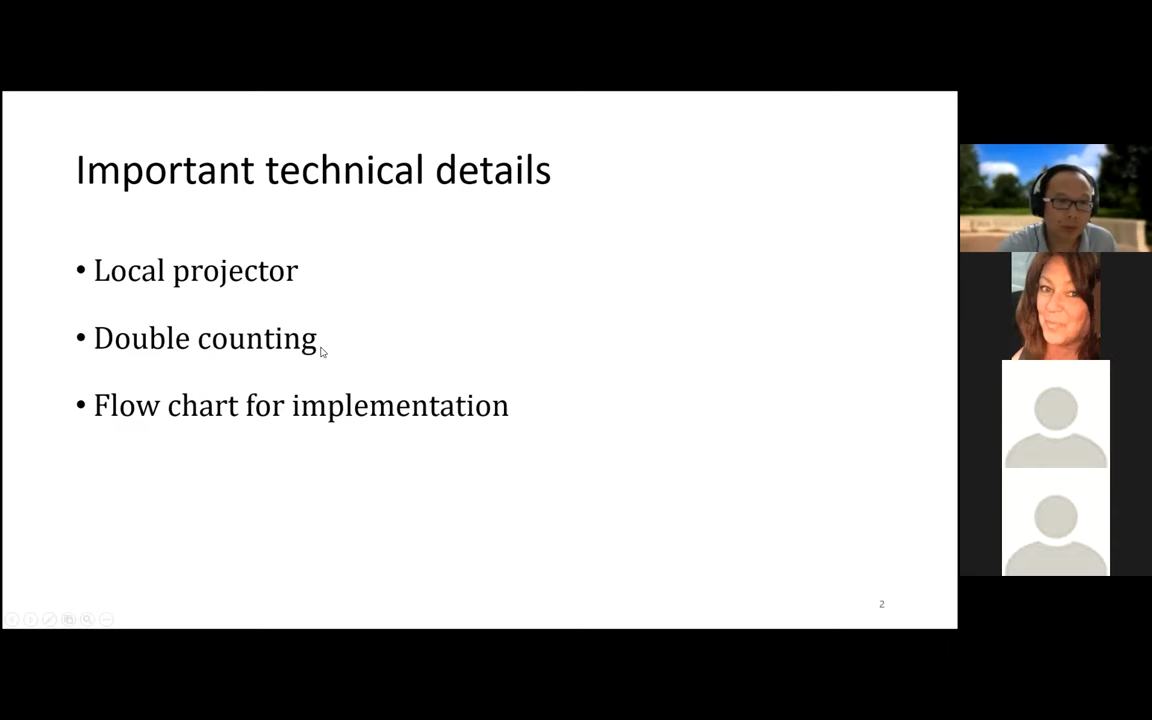 Important technical details
• Local projector
• Double counting
• Flow chart for implementation
2